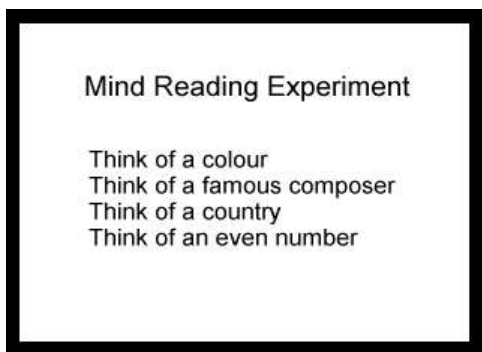 Mind Reading Experiment
Think of a colour
Think of a famous composer
Think of a country
Think of an even number